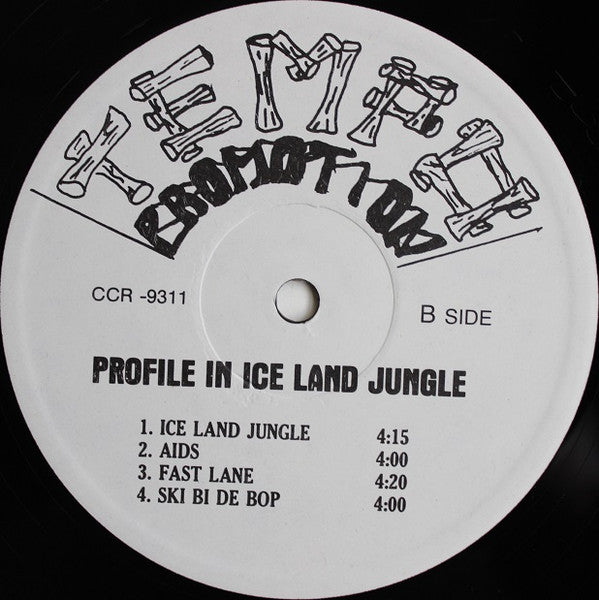 TEMPO
PROMOTION
CCR -9311
B SIDE
PROFILE IN ICE LAND JUNGLE
1. ICE LAND JUNGLE 4:15
2. AIDS 4:00
3. FAST LANE 4:20
4. SKI BI DE BOP 4:00